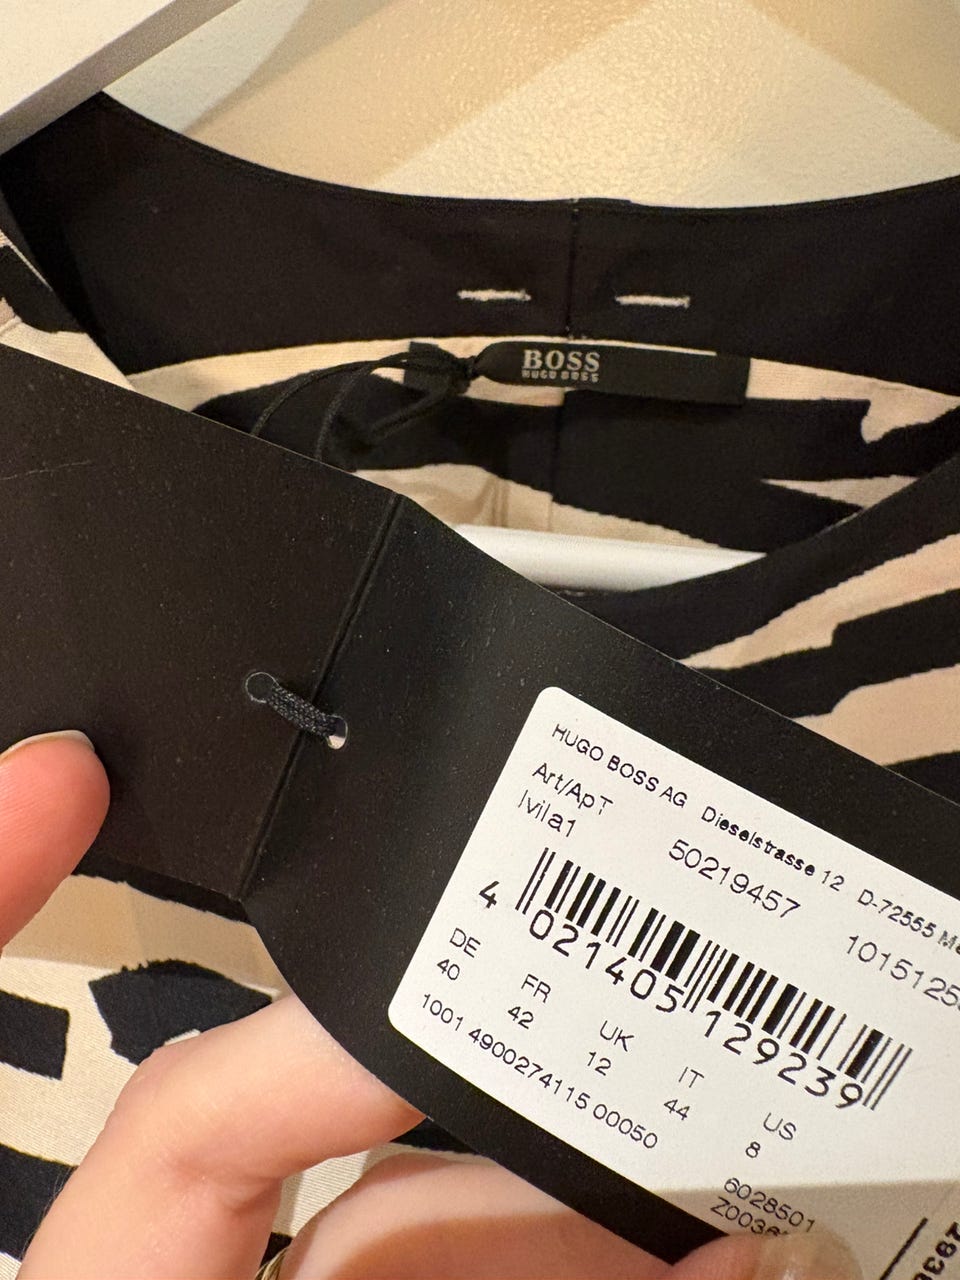 BOSS
HUGO BOSS
HUGO BOSS AG Dieselstrasse 12 D-72555
Art/Ap T 50219457
Ivila1
4 021405 129239
DE FR UK IT US
40 42 12 44 8
1001 4900274115 00050
6028501